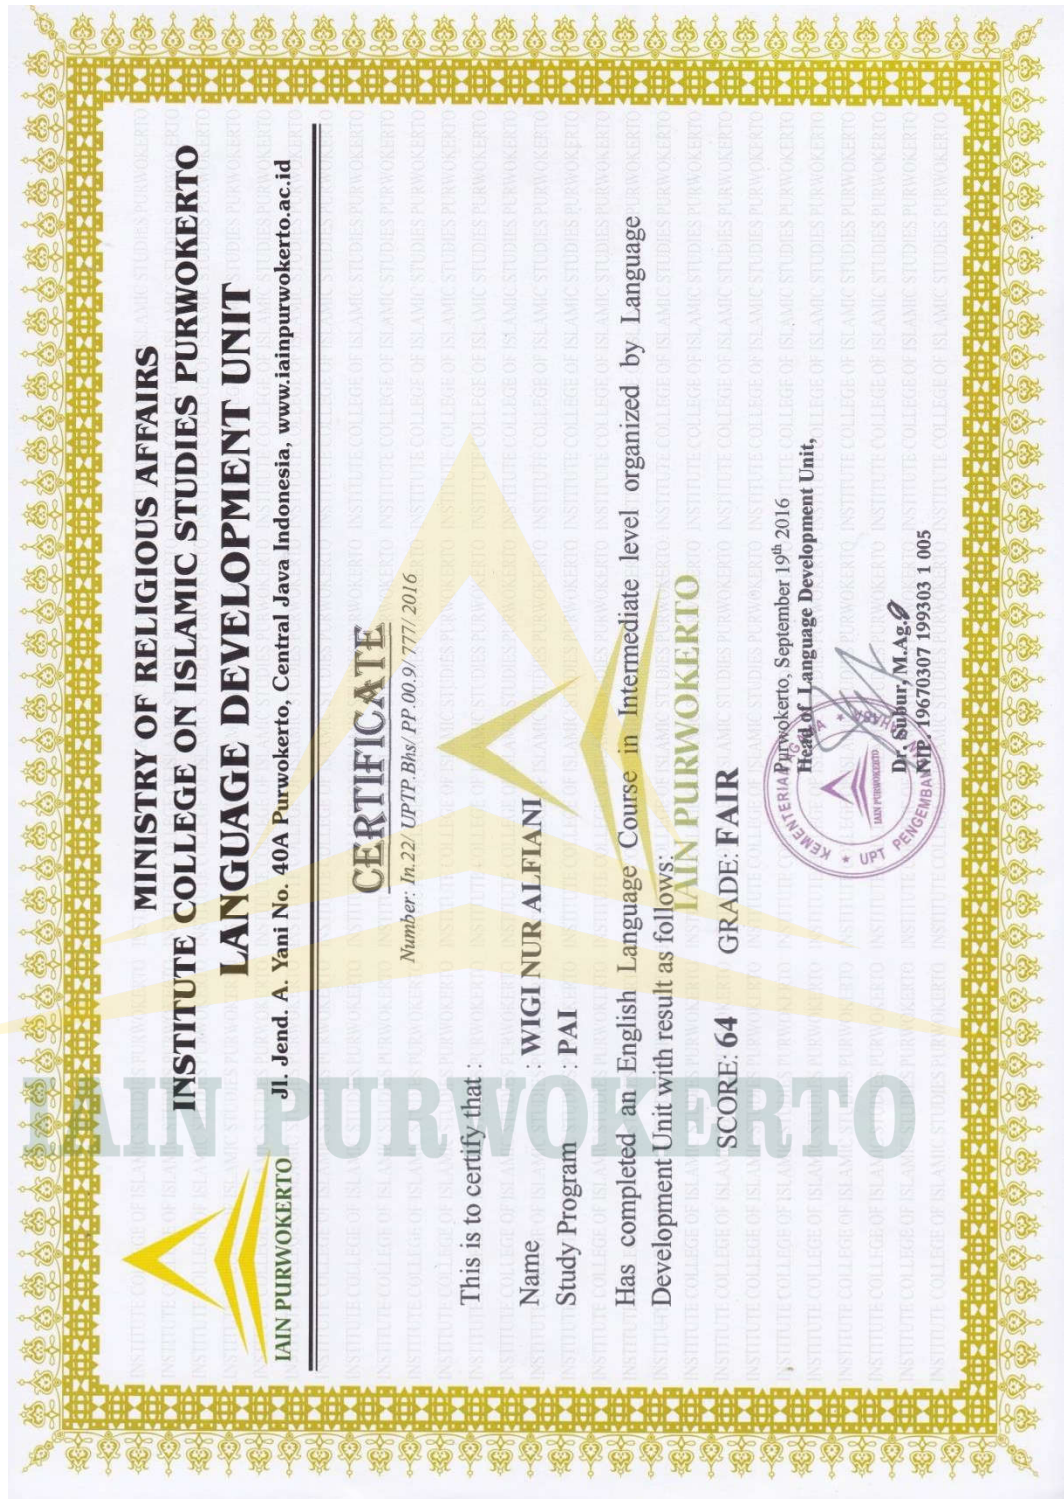 MINISTRY OF RELIGIOUS AFFAIRS
INSTITUTE COLLEGE ON ISLAMIC STUDIES PURWOKERTO
LANGUAGE DEVELOPMENT UNIT
Jl. Jend. A. Yani No. 40A Purwokerto, Central Java Indonesia, www.iainpurwokerto.ac.id
IAIN PURWOKERTO
CERTIFICATE
Number: In.22/ UPTP.Bhs/ PP.00.9/ 777/ 2016
This is to certify that :
Name : WIGI NUR ALFIANI
Study Program : PAI
Has completed an English Language Course in Intermediate level organized by Language
Development Unit with result as follows:
IAIN PURWOKERTO
SCORE: 64 GRADE: FAIR
Purwokerto, September 19th 2016
Head of Language Development Unit,
IAIN PURWOKERTO
Dr. Subur, M.Ag.
NIP. 19670307 199303 1 005
IAIN PURWOKERTO